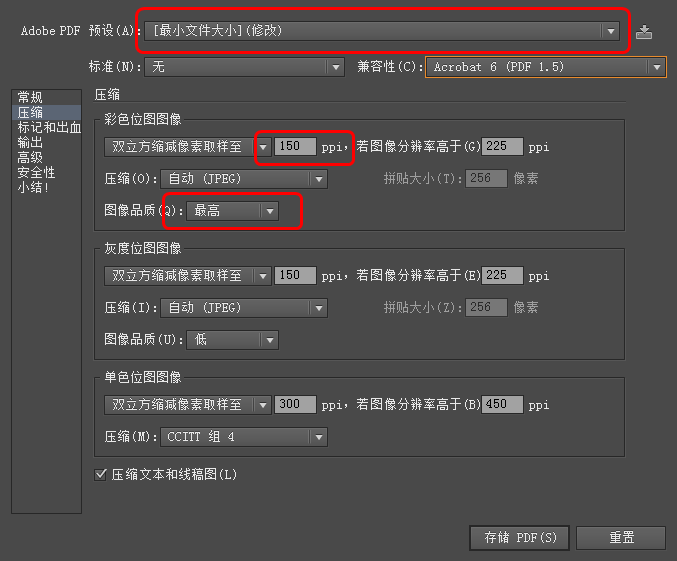 Adobe PDF 预设(A): [最小文件大小](修改)
标准(N): 无 兼容性(C): Acrobat 6 (PDF 1.5)
常规
压缩
标记和出血
输出
高级
安全性
小结!
压缩
彩色位图图像
双立方缩减像素取样至 150 ppi，若图像分辨率高于(G) 225 ppi
压缩(O): 自动 (JPEG) 拼贴大小(T): 256 像素
图像品质(Q): 最高
灰度位图图像
双立方缩减像素取样至 150 ppi，若图像分辨率高于(E) 225 ppi
压缩(I): 自动 (JPEG) 拼贴大小(Z): 256 像素
图像品质(U): 低
单色位图图像
双立方缩减像素取样至 300 ppi，若图像分辨率高于(B) 450 ppi
压缩(M): CCITT 组 4
压缩文本和线稿图(L)
存储 PDF(S) 重置